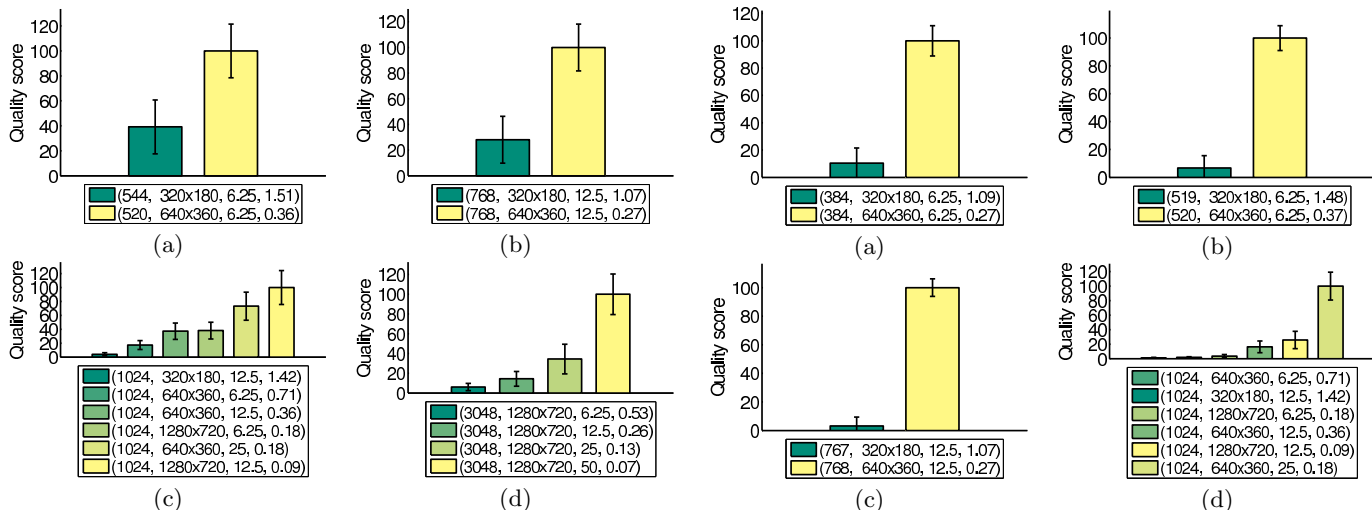 120
100
80
60
40
20
0
Quality score
(544, 320x180, 6.25, 1.51)
(520, 640x360, 6.25, 0.36)
(a)
120
100
80
60
40
20
0
Quality score
(768, 320x180, 12.5, 1.07)
(768, 640x360, 12.5, 0.27)
(b)
120
100
80
60
40
20
0
Quality score
(384, 320x180, 6.25, 1.09)
(384, 640x360, 6.25, 0.27)
(a)
120
100
80
60
40
20
0
Quality score
(519, 320x180, 6.25, 1.48)
(520, 640x360, 6.25, 0.37)
(b)
120
100
80
60
40
20
0
Quality score
(1024, 320x180, 12.5, 1.42)
(1024, 640x360, 6.25, 0.71)
(1024, 640x360, 12.5, 0.36)
(1024, 1280x720, 6.25, 0.18)
(1024, 640x360, 25, 0.18)
(1024, 1280x720, 12.5, 0.09)
(c)
120
100
80
60
40
20
0
Quality score
(3048, 1280x720, 6.25, 0.53)
(3048, 1280x720, 12.5, 0.26)
(3048, 1280x720, 25, 0.13)
(3048, 1280x720, 50, 0.07)
(d)
100
80
60
40
20
0
Quality score
(767, 320x180, 12.5, 1.07)
(768, 640x360, 12.5, 0.27)
(c)
120
100
80
60
40
20
0
Quality score
(1024, 640x360, 6.25, 0.71)
(1024, 320x180, 12.5, 1.42)
(1024, 1280x720, 6.25, 0.18)
(1024, 640x360, 12.5, 0.36)
(1024, 1280x720, 12.5, 0.09)
(1024, 640x360, 25, 0.18)
(d)